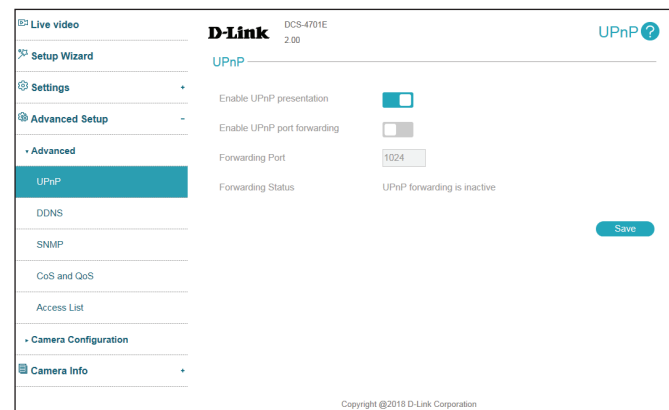 Live video
Setup Wizard
Settings +
Advanced Setup -
Advanced
UPnP
DDNS
SNMP
CoS and QoS
Access List
Camera Configuration
Camera Info +
D-Link
DCS-4701E
2.00
UPnP ?
UPnP
Enable UPnP presentation
Enable UPnP port forwarding
Forwarding Port 1024
Forwarding Status UPnP forwarding is inactive
Save
Copyright @2018 D-Link Corporation